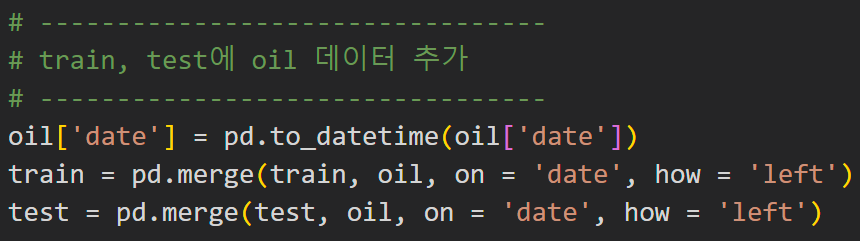 # ---------------------------------
# train, test에 oil 데이터 추가
# ---------------------------------
oil['date'] = pd.to_datetime(oil['date'])
train = pd.merge(train, oil, on = 'date', how = 'left')
test = pd.merge(test, oil, on = 'date', how = 'left')